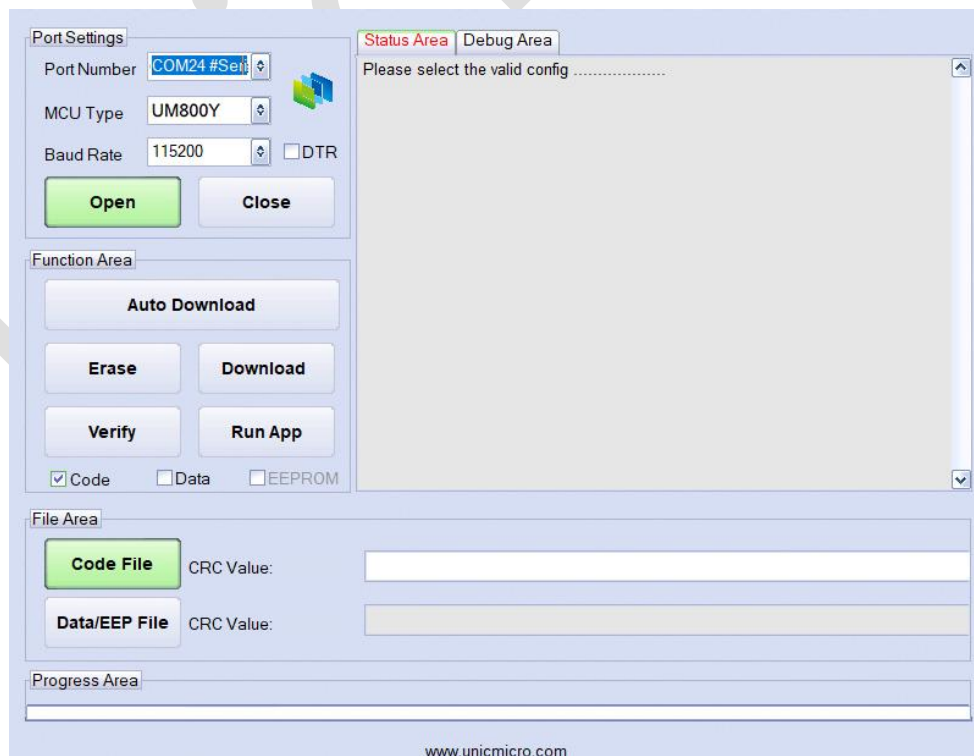 Port Settings
Port Number COM24 #Seri
MCU Type UM800Y
Baud Rate 115200 DTR
Open Close
Status Area Debug Area
Please select the valid config ...................
Function Area
Auto Download
Erase Download
Verify Run App
Code Data EEPROM
File Area
Code File CRC Value:
Data/EEP File CRC Value:
Progress Area
www.unicmicro.com